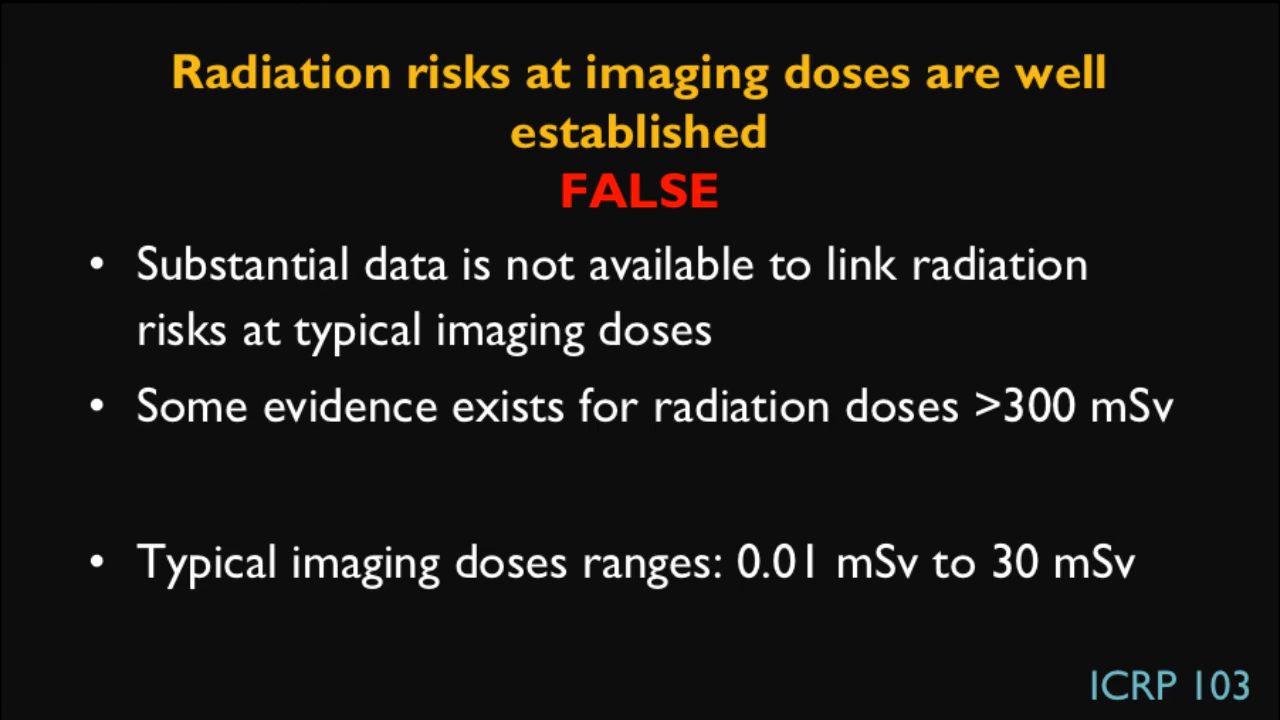 Radiation risks at imaging doses are well
established
FALSE
• Substantial data is not available to link radiation
risks at typical imaging doses
• Some evidence exists for radiation doses >300 mSv
• Typical imaging doses ranges: 0.01 mSv to 30 mSv
ICRP 103